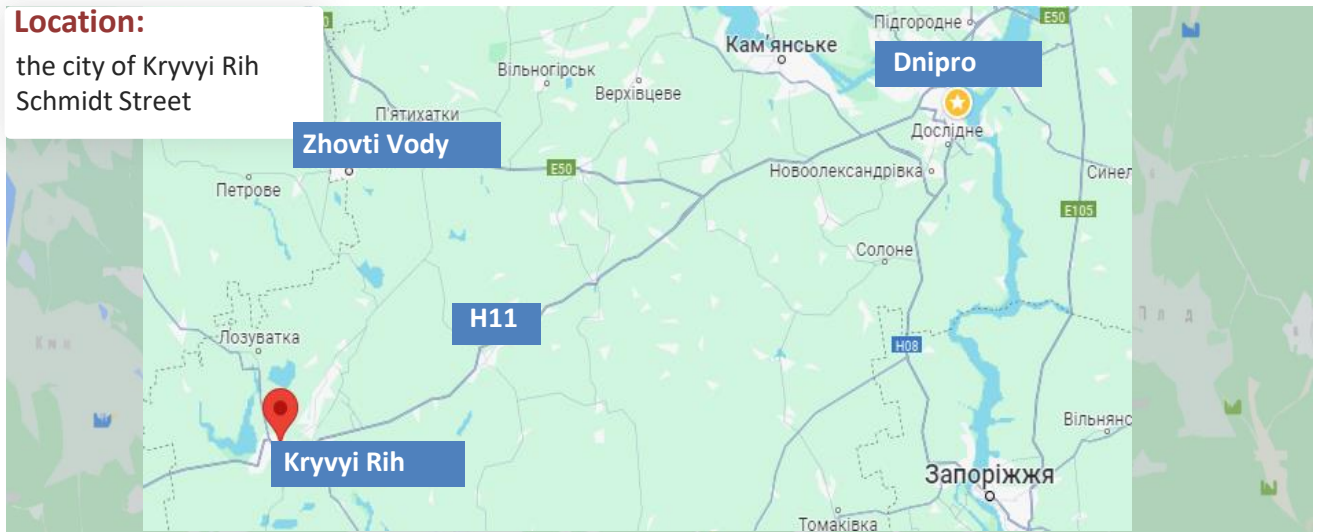 Location:
the city of Kryvyi Rih
Schmidt Street
0
Підгородне
E50
Кам'янське
Dnipro
Вільногірськ
Верхівцеве
П'ятихатки
Дослідне
Zhovti Vody
E50
Новоолександрівка
Синел
Петрове
E105
Солоне
H11
Лозуватка
H08
Вільнянс
Kryvyi Rih
Запоріжжя
Томаківка